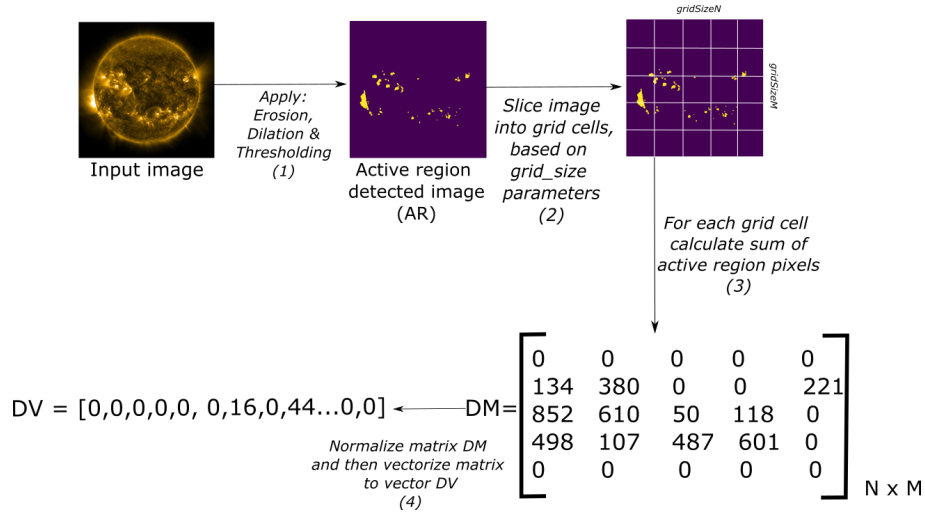 gridSizeN
gridSizeM
Apply:
Erosion,
Dilation &
Thresholding
(1)
Slice image
into grid cells,
based on
grid_size
parameters
(2)
Input image
Active region
detected image
(AR)
For each grid cell
calculate sum of
active region pixels
(3)
0 0 0 0 0
134 380 0 0 221
DV = [0,0,0,0,0, 0,16,0,44...0,0]
DM=
852 610 50 118 0
498 107 487 601 0
0 0 0 0 0
N x M
Normalize matrix DM
and then vectorize matrix
to vector DV
(4)